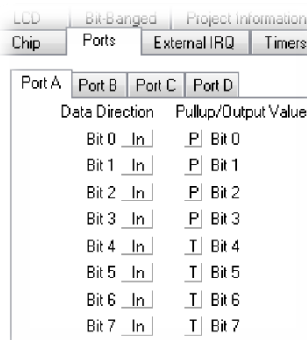 LCD Bit-Banged Project Information
Chip Ports External IRQ Timers
Port A Port B Port C Port D
Data Direction Pullup/Output Value
Bit 0 In P Bit 0
Bit 1 In P Bit 1
Bit 2 In P Bit 2
Bit 3 In P Bit 3
Bit 4 In T Bit 4
Bit 5 In T Bit 5
Bit 6 In T Bit 6
Bit 7 In T Bit 7